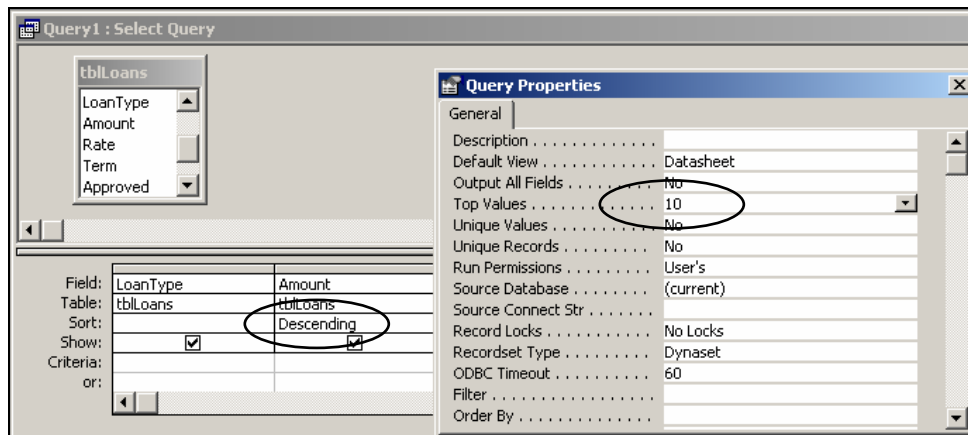 Query1 : Select Query
tblLoans
LoanType
Amount
Rate
Term
Approved
Field: LoanType Amount
Table: tblLoans tblLoans
Sort: Descending
Show:
Criteria:
or:
Query Properties
General
Description . . . . . . . . . . . . .
Default View . . . . . . . . . . . . Datasheet
Output All Fields . . . . . . . . . No
Top Values . . . . . . . . . . . . . 10
Unique Values . . . . . . . . . . . No
Unique Records . . . . . . . . . No
Run Permissions . . . . . . . . . User's
Source Database . . . . . . . . (current)
Source Connect Str . . . . . . .
Record Locks . . . . . . . . . . . No Locks
Recordset Type . . . . . . . . . Dynaset
ODBC Timeout . . . . . . . . . . 60
Filter . . . . . . . . . . . . . . . . . .
Order By . . . . . . . . . . . . . . .